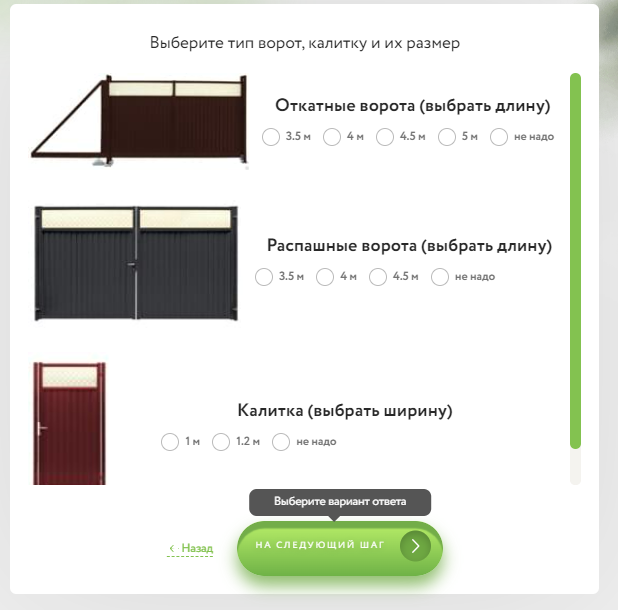 Выберите тип ворот, калитку и их размер
Откатные ворота (выбрать длину)
3.5 м 4 м 4.5 м 5 м не надо
Распашные ворота (выбрать длину)
3.5 м 4 м 4.5 м не надо
Калитка (выбрать ширину)
1 м 1.2 м не надо
Выберите вариант ответа
Назад
НА СЛЕДУЮЩИЙ ШАГ